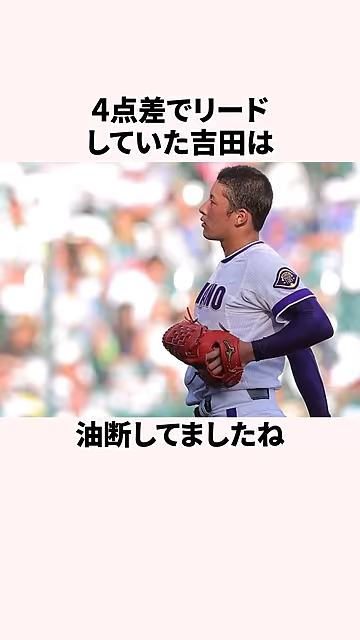 4点差でリード
していた吉田は
油断してましたね